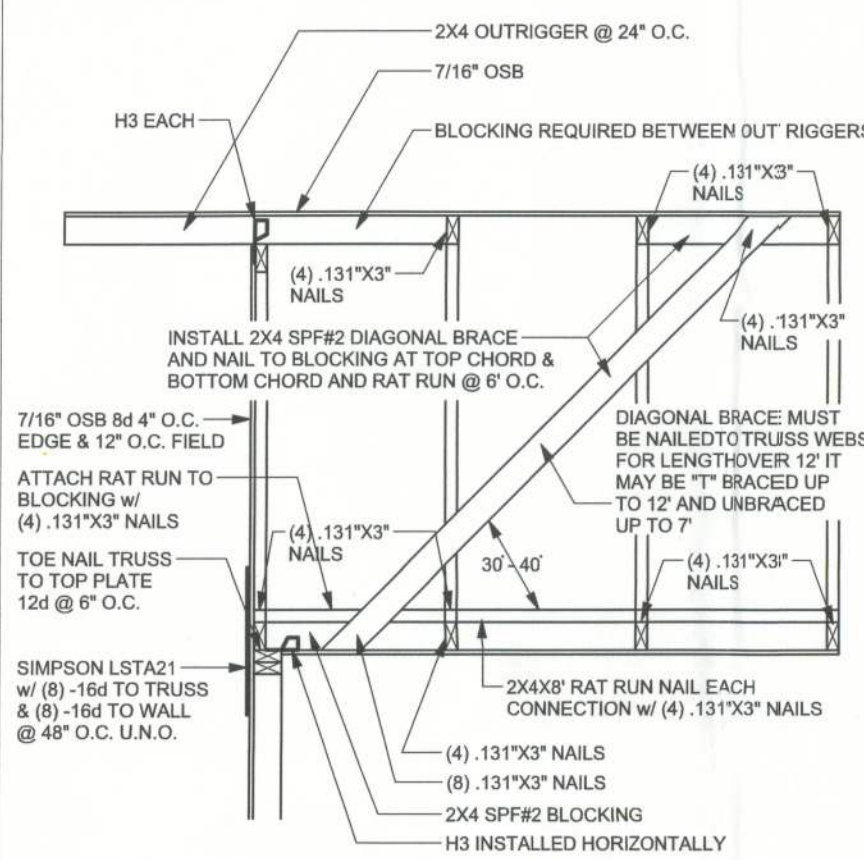 2X4 OUTRIGGER @ 24" O.C.
7/16" OSB
H3 EACH
BLOCKING REQUIRED BETWEEN OUT RIGGERS
(4) .131"X3"
NAILS
(4) .131"X3"
NAILS
(4) .131"X3"
NAILS
INSTALL 2X4 SPF#2 DIAGONAL BRACE
AND NAIL TO BLOCKING AT TOP CHORD &
BOTTOM CHORD AND RAT RUN @ 6' O.C.
7/16" OSB 8d 4" O.C.
EDGE & 12" O.C. FIELD
DIAGONAL BRACE MUST
BE NAILEDTO TRUSS WEBS
FOR LENGTHOVER 12' IT
MAY BE "T" BRACED UP
TO 12' AND UNBRACED
UP TO 7'
ATTACH RAT RUN TO
BLOCKING w/
(4) .131"X3" NAILS
(4) .131"X3"
NAILS
30°-40°
(4) .131"X3"
NAILS
TOE NAIL TRUSS
TO TOP PLATE
12d @ 6" O.C.
SIMPSON LSTA21
w/ (8) -16d TO TRUSS
& (8) -16d TO WALL
@ 48" O.C. U.N.O.
2X4X8' RAT RUN NAIL EACH
CONNECTION w/ (4) .131"X3" NAILS
(4) .131"X3" NAILS
(8) .131"X3" NAILS
2X4 SPF#2 BLOCKING
H3 INSTALLED HORIZONTALLY